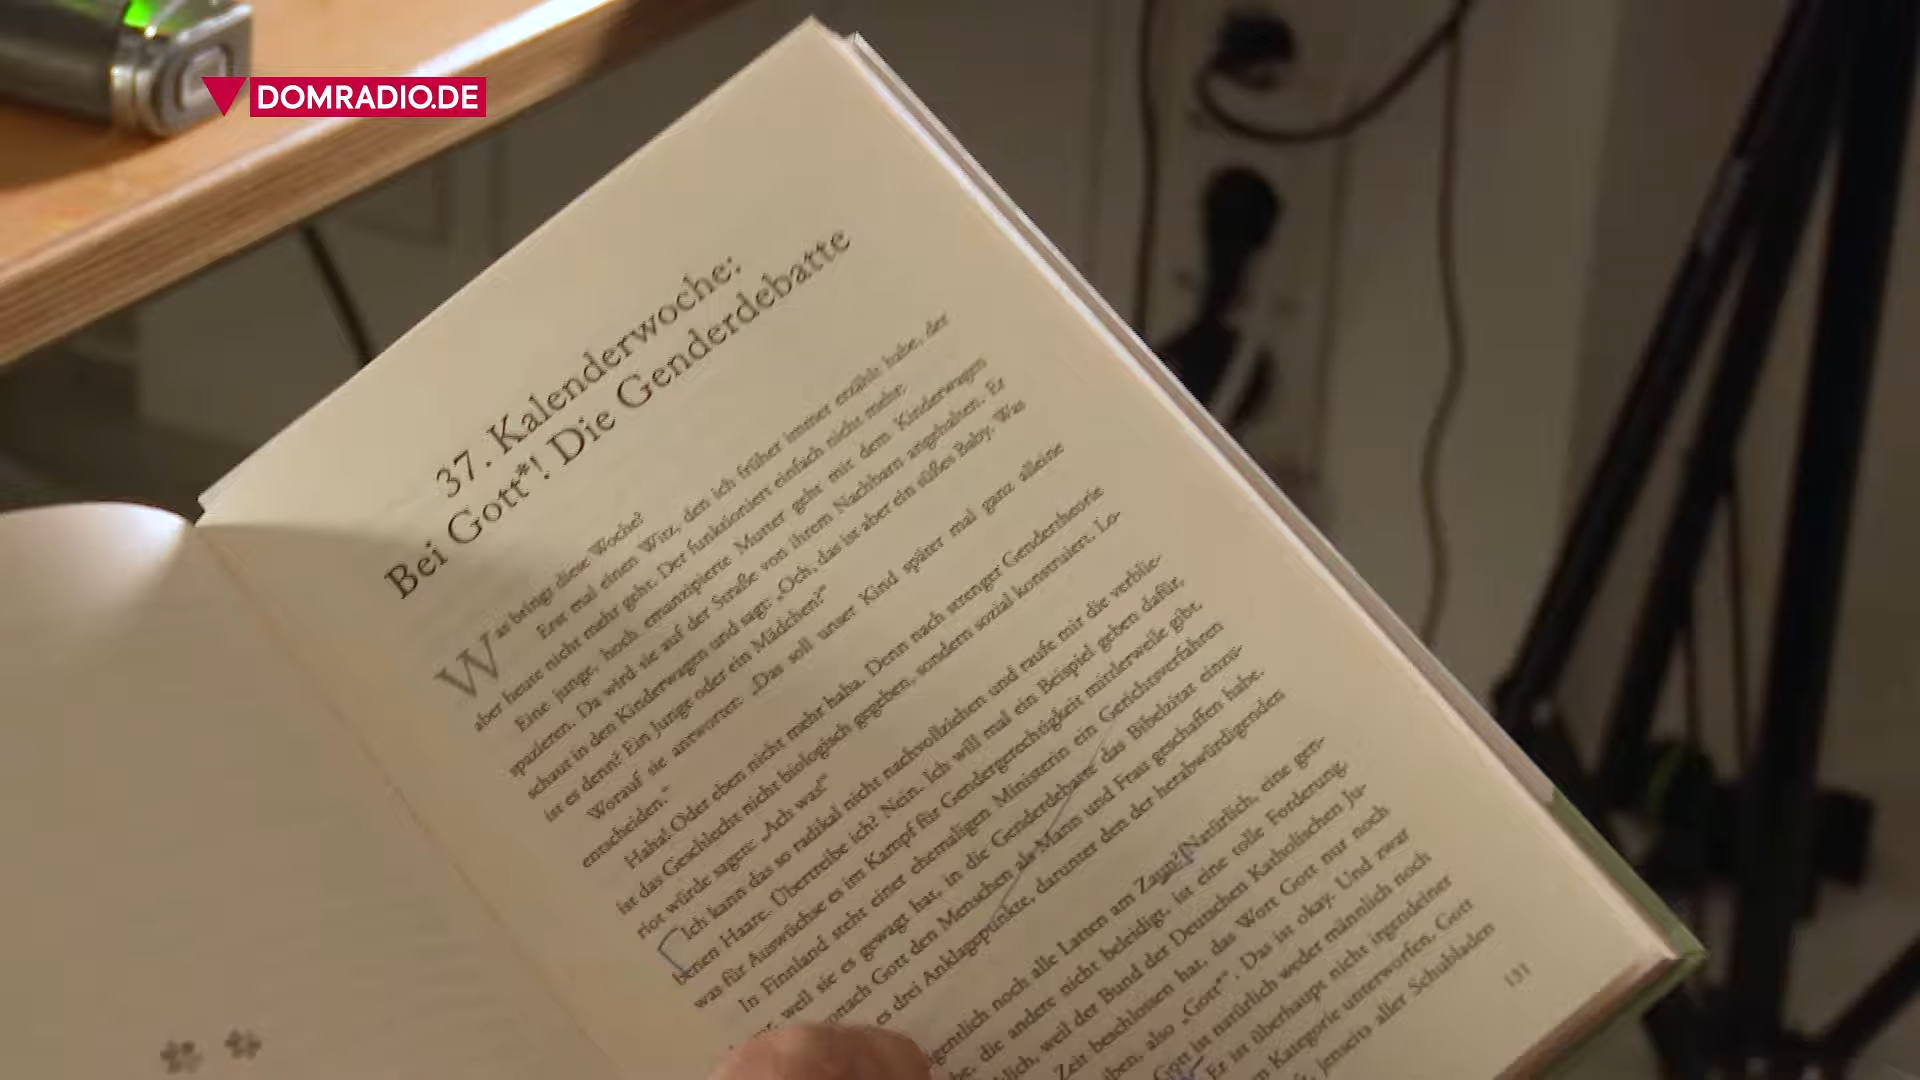 DOMRADIO.DE
37. Kalenderwoche:
Bei Gott*! Die Genderdebatte
Was bringt diese Woche?
Erst mal einen Witz, den ich früher immer erzählt habe, der
aber heute nicht mehr geht. Der funktioniert einfach nicht mehr.
Eine junge, hoch emanzipierte Mutter geht mit dem Kinderwagen
spazieren. Da wird sie auf der Straße von ihrem Nachbarn angehalten. Er
schaut in den Kinderwagen und sagt: „Och, das ist aber ein süßes Baby. Was
ist es denn? Ein Junge oder ein Mädchen?“
Worauf sie antwortet: „Das soll unser Kind später mal ganz alleine
entscheiden.“
Haha! Oder eben nicht mehr haha. Denn nach strenger Gendertheorie
ist das Geschlecht nicht biologisch gegeben, sondern sozial konstruiert. Lo-
riot würde sagen: „Ach was!“
Ich kann das so radikal nicht nachvollziehen und raufe mir die verblie-
benen Haare. Übertreibe ich? Nein. Ich will mal ein Beispiel geben dafür,
was für Auswüchse es im Kampf für Gendergerechtigkeit mittlerweile gibt.
In Finnland steht einer ehemaligen Ministerin ein Gerichtsverfahren
weil sie es gewagt hat, in die Genderdebatte das Bibelzitat einzu-
wonach Gott den Menschen als Mann und Frau geschaffen habe.
es drei Anklagepunkte, darunter den der herabwürdigenden
eigentlich noch alle Latten am Zaun? Natürlich, eine gen-
die andere nicht beleidigt, ist eine tolle Forderung.
lich, weil der Bund der Deutschen Katholischen Ju-
Zeit beschlossen hat, das Wort Gott nur noch
also „Gott*“. Das ist okay. Und zwar
Gott ist natürlich weder männlich noch
Er ist überhaupt nicht irgendeiner
Kategorie unterworfen. Gott
jenseits aller Schubladen
131